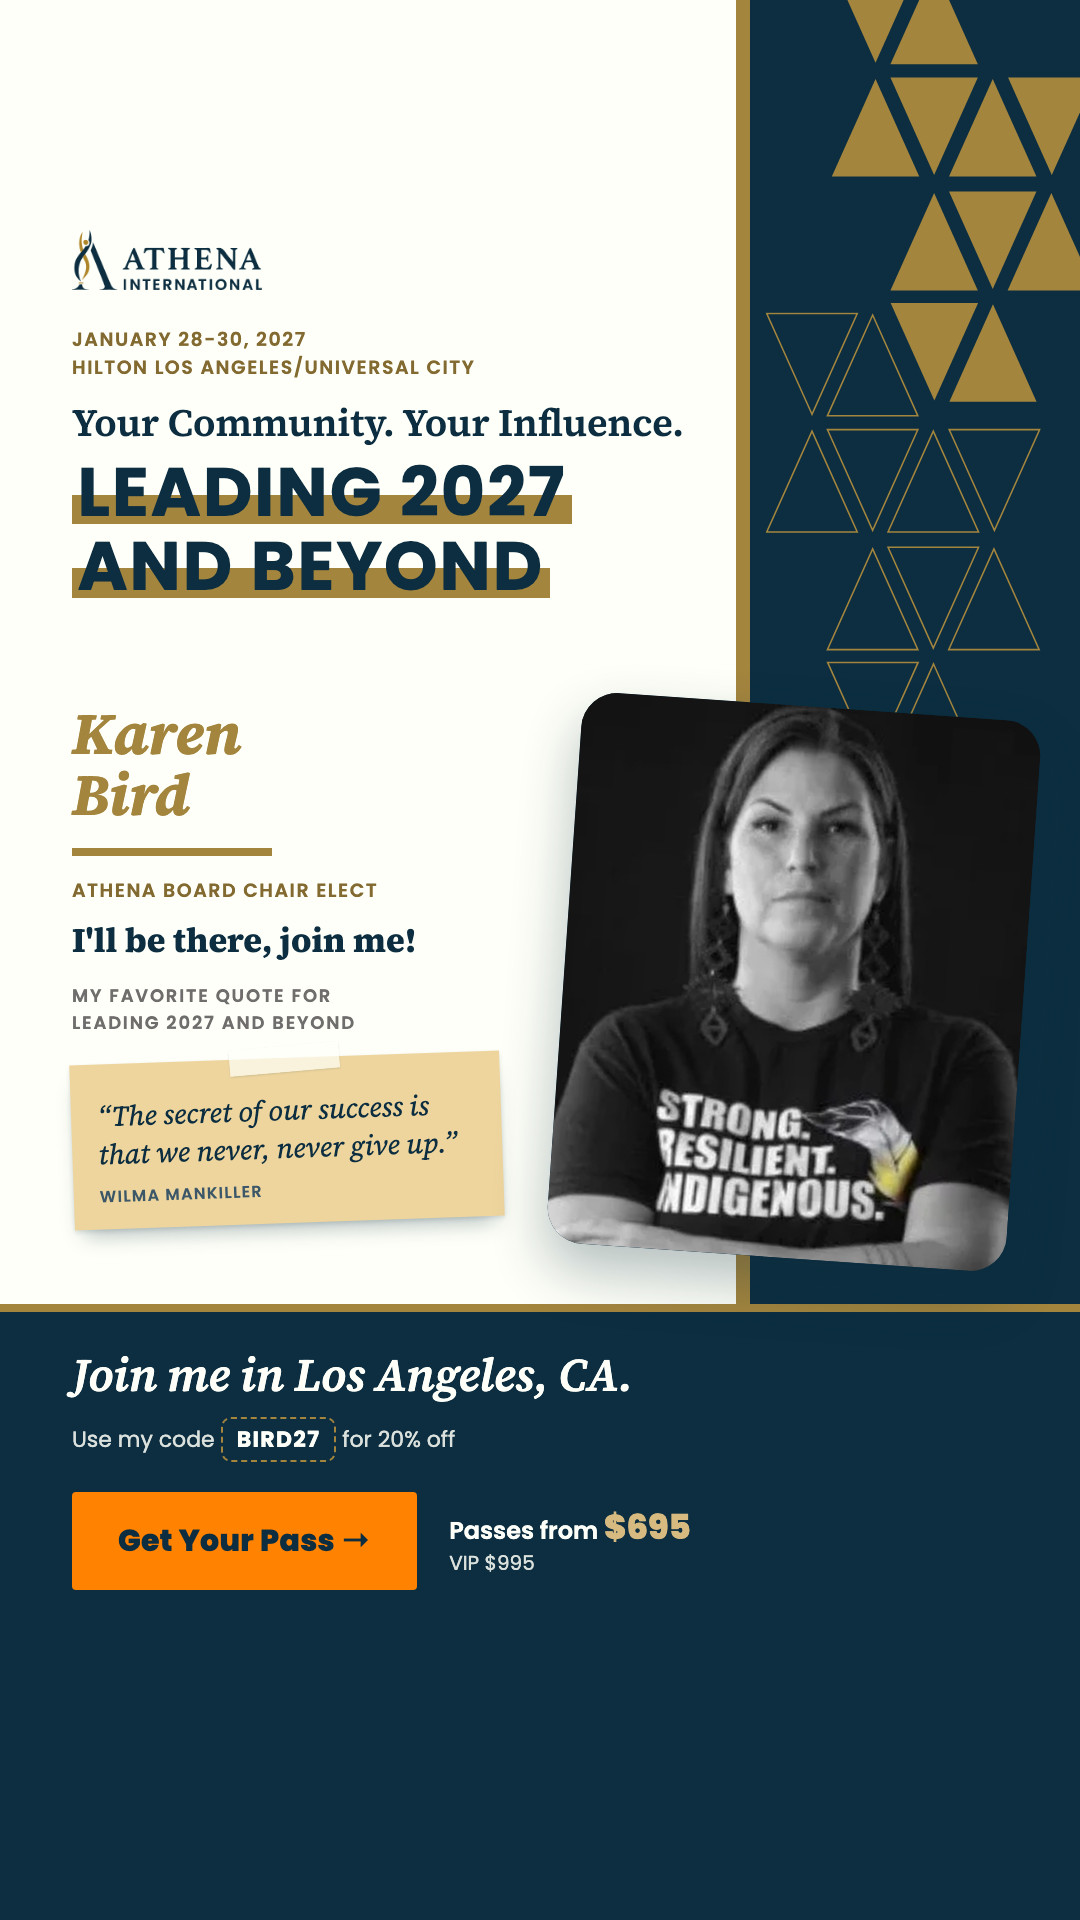 ATHENA
INTERNATIONAL
JANUARY 28-30, 2027
HILTON LOS ANGELES/UNIVERSAL CITY
Your Community. Your Influence.
LEADING 2027
AND BEYOND
Karen
Bird
ATHENA BOARD CHAIR ELECT
I'll be there, join me!
MY FAVORITE QUOTE FOR
LEADING 2027 AND BEYOND
“The secret of our success is
that we never, never give up.”
WILMA MANKILLER
STRONG.
RESILIENT.
INDIGENOUS.
Join me in Los Angeles, CA.
Use my code BIRD27 for 20% off
Get Your Pass →
Passes from $695
VIP $995